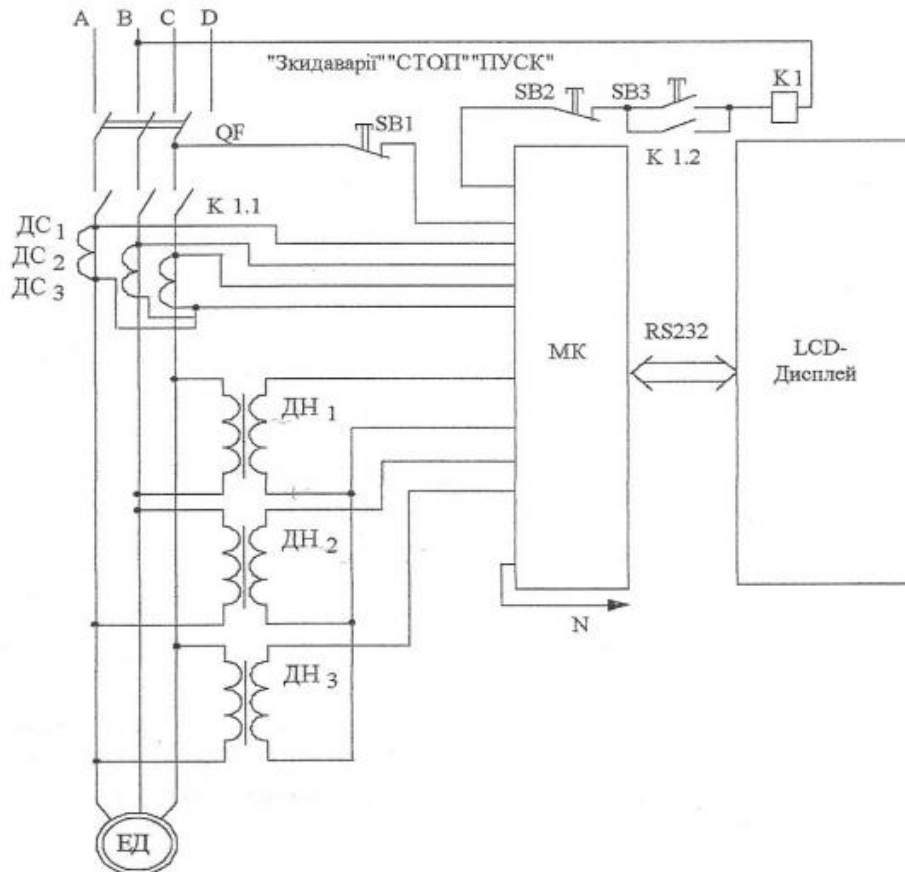 A B C D
"Зкидаварії" "СТОП" "ПУСК"
K 1
SB2 SB3
QF SB1
K 1.2
K 1.1
ДС 1
ДС 2
ДС 3
RS232
МК
LCD-
Дисплей
ДН 1
ДН 2
N
ДН 3
ЕД